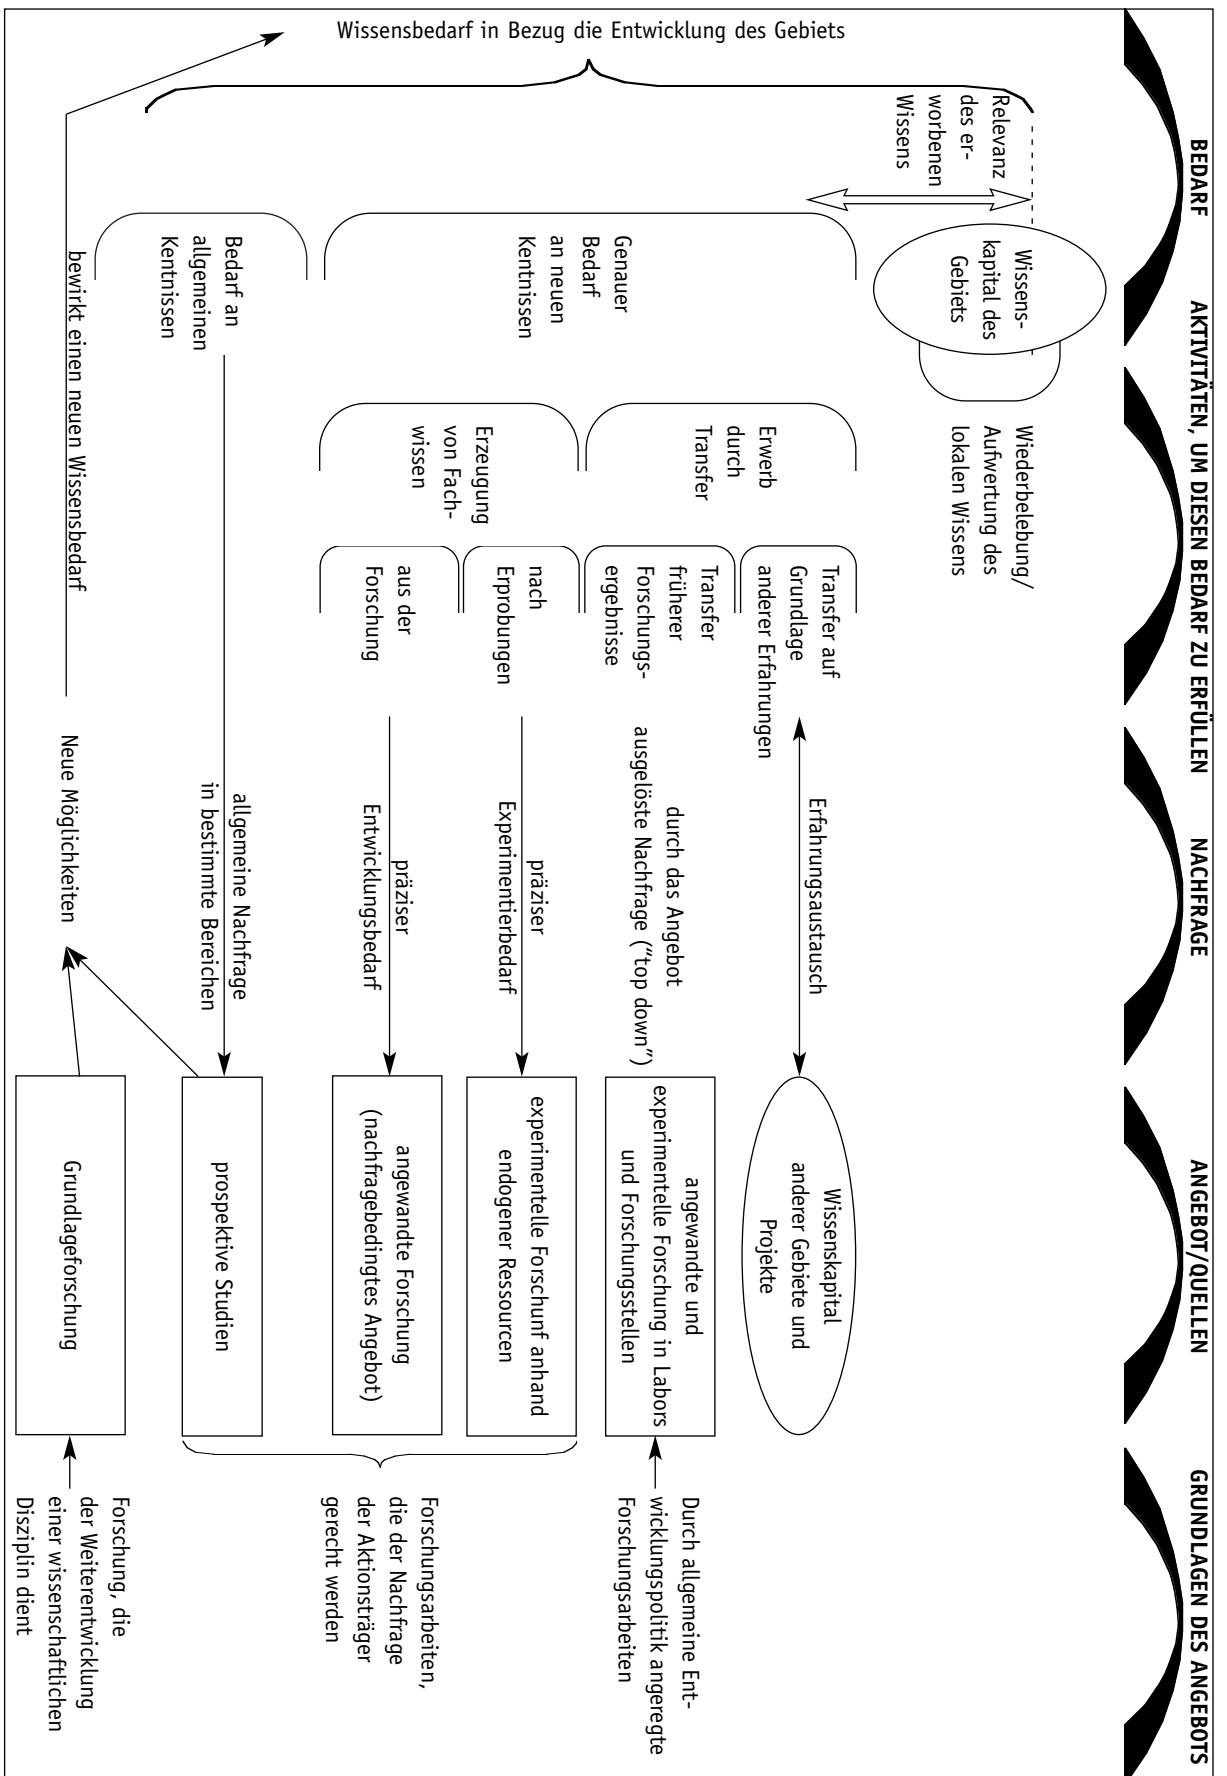 BEDARF
AKTIVITÄTEN, UM DIESEN BEDARF ZU ERFÜLLEN
NACHFRAGE
ANGEBOT/QUELLEN
GRUNDLAGEN DES ANGEBOTS
Wissensbedarf in Bezug die Entwicklung des Gebiets
Relevanz
des er-
worbenen
Wissens
Wissens-
kapital des
Gebiets
Wiederbelebung/
Aufwertung des
lokalen Wissens
Genauer
Bedarf
an neuen
Kentnissen
Erwerb
durch
Transfer
Transfer auf
Grundlage
anderer Erfahrungen
Erfahrungsaustausch
Wissenskapital
anderer Gebiete und
Projekte
Transfer
früherer
Forschungs-
ergebnisse
durch das Angebot
ausgelöste Nachfrage (“top down”)
angewandte und
experimentelle Forschung in Labors
und Forschungsstellen
Durch allgemeine Ent-
wicklungspolitik angeregte
Forschungsarbeiten
Erzeugung
von Fach-
wissen
nach
Erprobungen
präziser
Experimentierbedarf
experimentelle Forschunf anhand
endogener Ressourcen
aus der
Forschung
präziser
Entwicklungsbedarf
angewandte Forschung
(nachfragebedingtes Angebot)
Forschungsarbeiten,
die der Nachfrage
der Aktionsträger
gerecht werden
Bedarf an
allgemeinen
Kentnissen
allgemeine Nachfrage
in bestimmte Bereichen
prospektive Studien
bewirkt einen neuen Wissensbedarf
Neue Möglichkeiten
Grundlageforschung
Forschung, die
der Weiterentwicklung
einer wissenschaftlichen
Disziplin dient